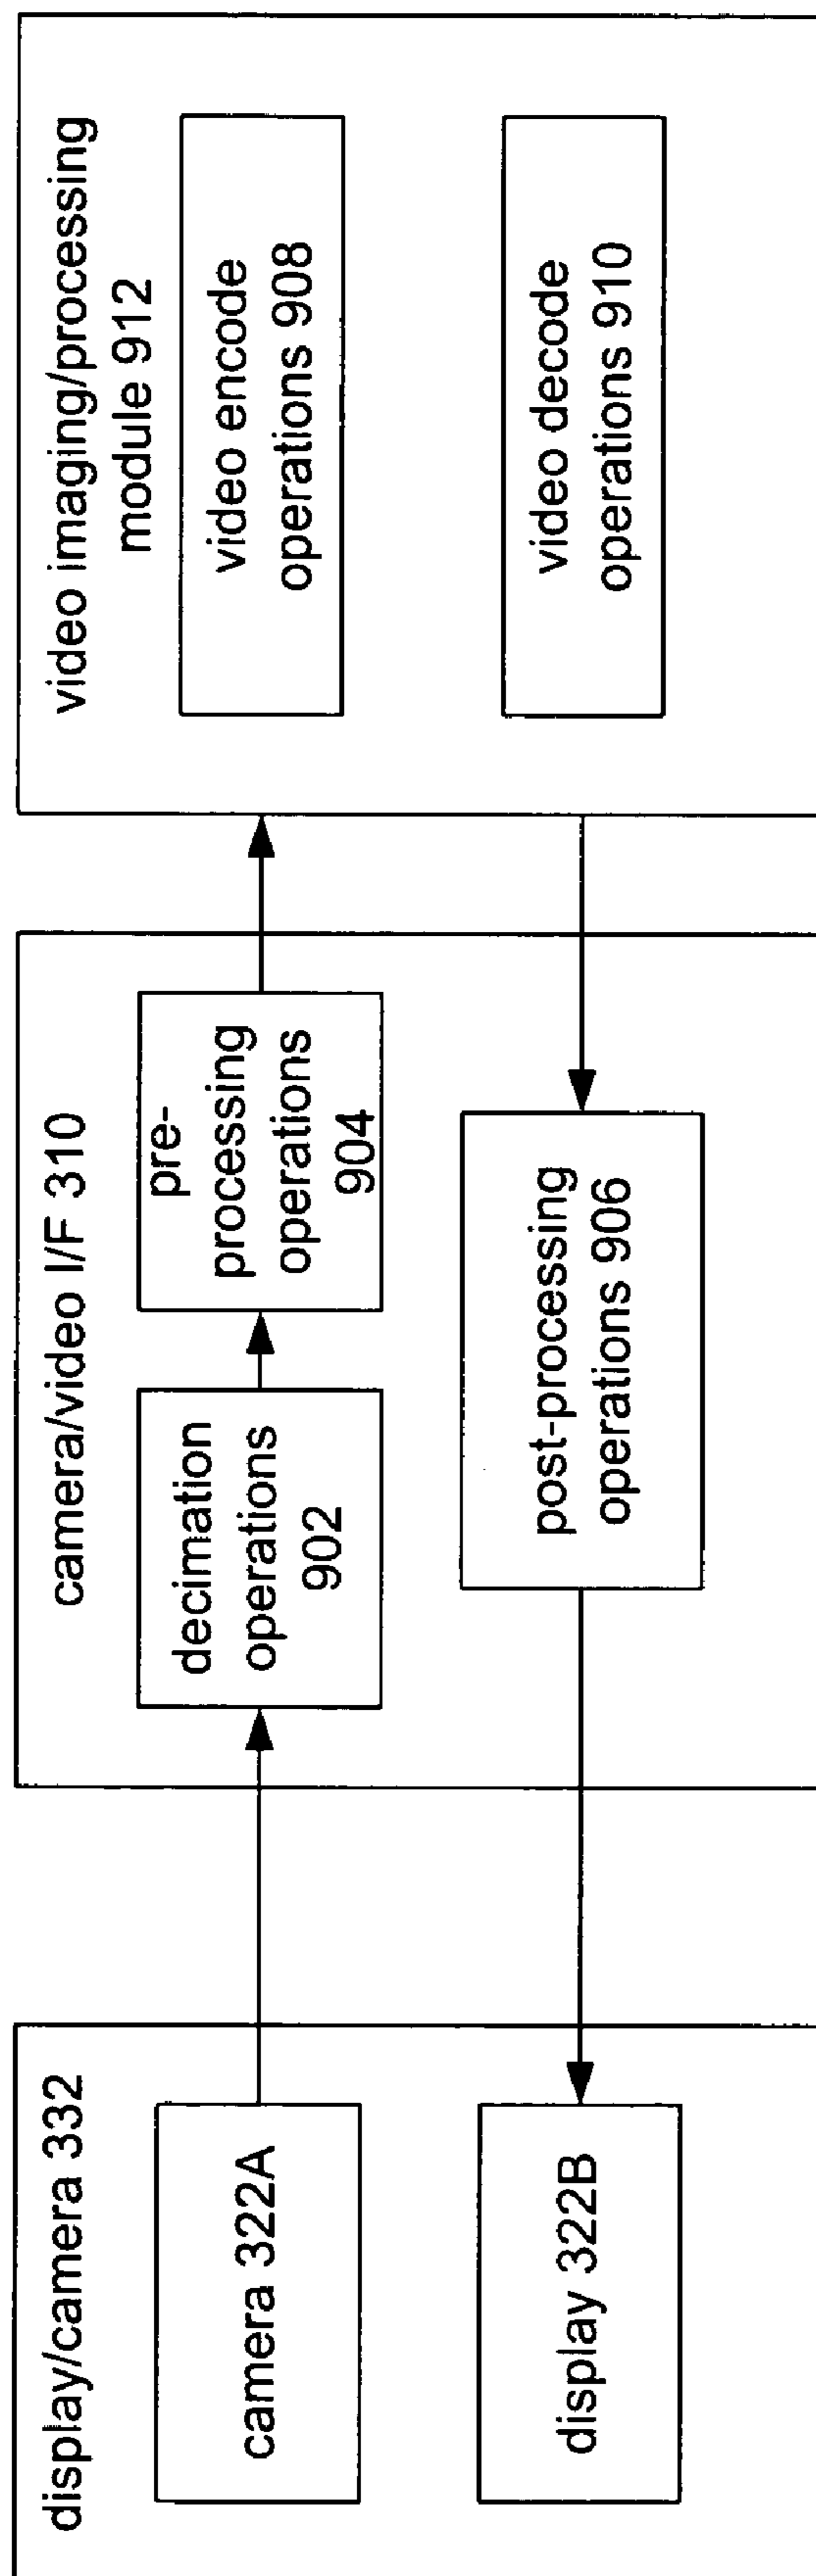 display/camera 332
camera 322A
display 322B
camera/video I/F 310
decimation
operations
902
pre-
processing
operations
904
post-processing
operations 906
video imaging/processing
module 912
video encode
operations 908
video decode
operations 910